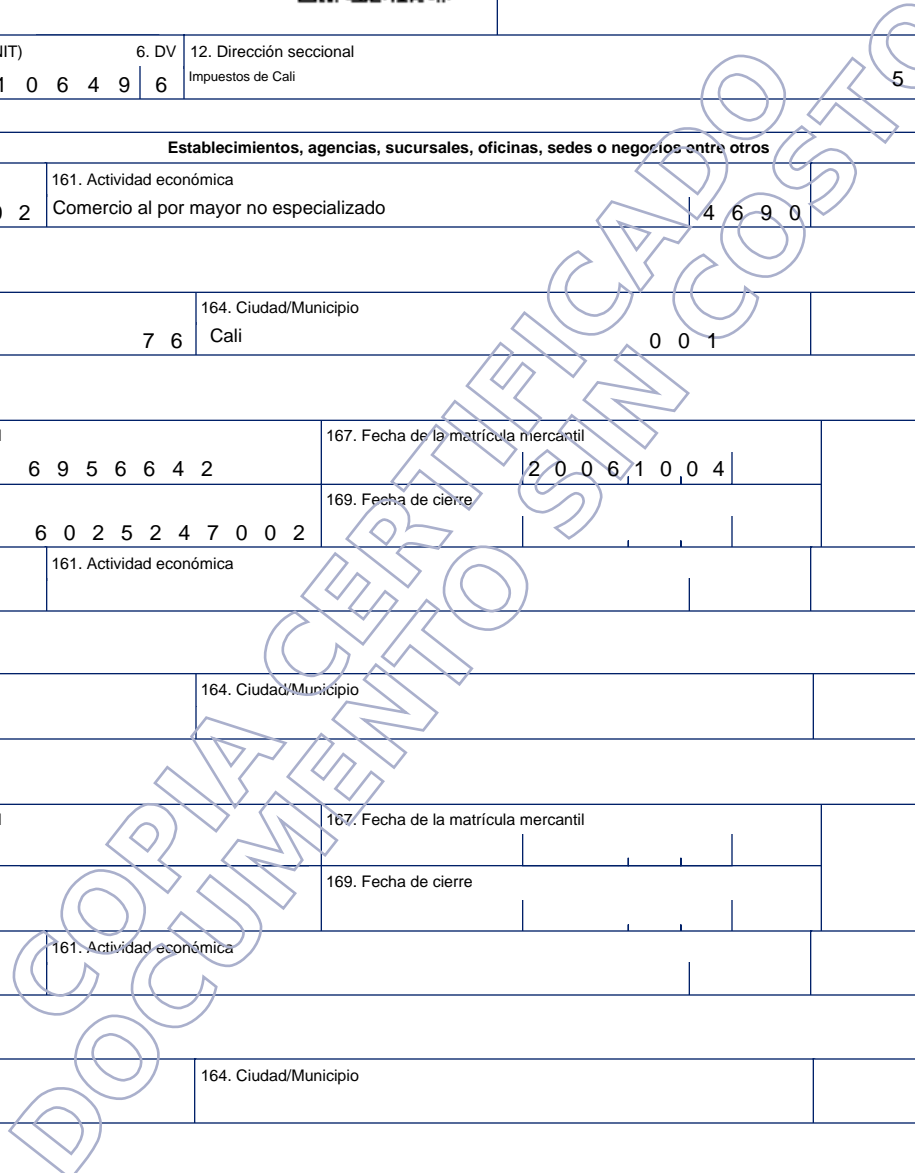 NIT) 6. DV 12. Dirección seccional
1 0 6 4 9 6 Impuestos de Cali 5
Establecimientos, agencias, sucursales, oficinas, sedes o negocios entre otros
161. Actividad económica
2 Comercio al por mayor no especializado 4 6 9 0
164. Ciudad/Municipio
7 6 Cali 0 0 1
167. Fecha de la matrícula mercantil
6 9 5 6 6 4 2 2 0 0 6 1 0 0 4
169. Fecha de cierre
6 0 2 5 2 4 7 0 0 2
161. Actividad económica
164. Ciudad/Municipio
167. Fecha de la matrícula mercantil
169. Fecha de cierre
161. Actividad económica
164. Ciudad/Municipio
COPIA CERTIFICADO
DOCUMENTO SIN COSTO